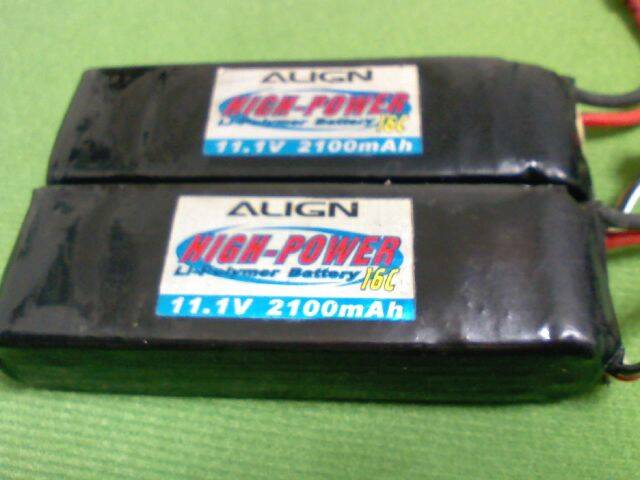 ALIGN
HIGH-POWER
Li-Polymer Battery 16C
11.1V 2100mAh
ALIGN
HIGH-POWER
Li-Polymer Battery 16C
11.1V 2100mAh